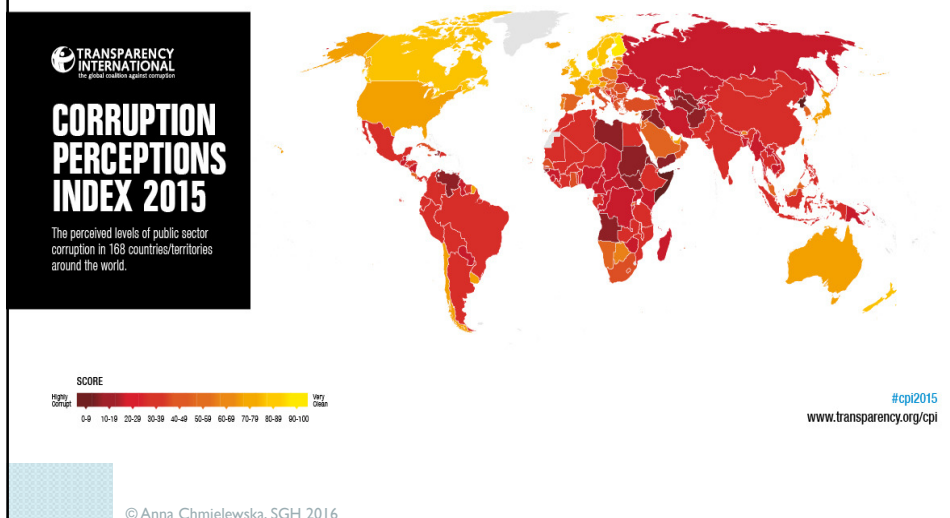 TRANSPARENCY
INTERNATIONAL
the global coalition against corruption
CORRUPTION
PERCEPTIONS
INDEX 2015
The perceived levels of public sector
corruption in 168 countries/territories
around the world.
SCORE
Highly
Corrupt
Very
Clean
0-9 10-19 20-29 30-39 40-49 50-59 60-69 70-79 80-89 90-100
#cpi2015
www.transparency.org/cpi
© Anna Chmielewska, SGH 2016